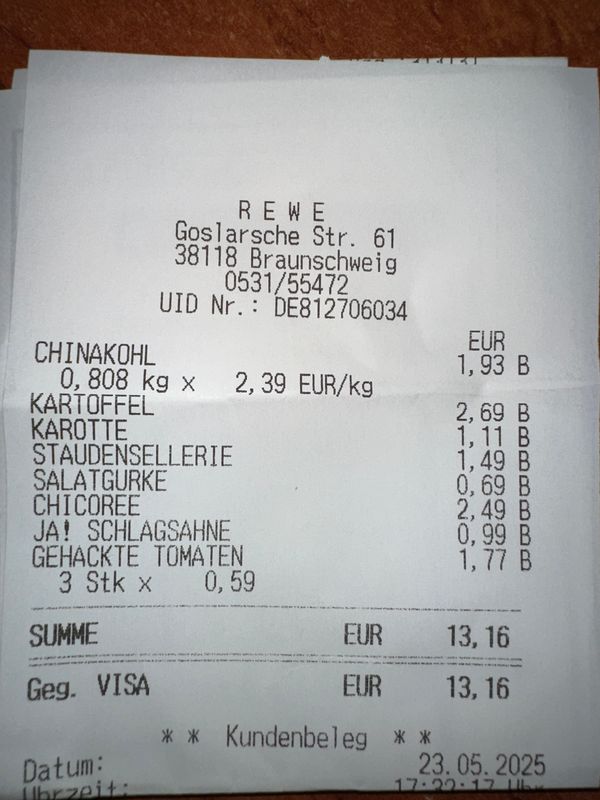 R E W E
Goslarsche Str. 61
38118 Braunschweig
0531/55472
UID Nr.: DE812706034
EUR
CHINAKOHL 1,93 B
0,808 kg x 2,39 EUR/kg
KARTOFFEL 2,69 B
KAROTTE 1,11 B
STAUDENSELLERIE 1,49 B
SALATGURKE 0,69 B
CHICOREE 2,49 B
JA! SCHLAGSAHNE 0,99 B
GEHACKTE TOMATEN 1,77 B
3 Stk x 0,59
SUMME EUR 13,16
Geg. VISA EUR 13,16
* * Kundenbeleg * *
Datum: 23.05.2025
Uhrzeit: Uhr